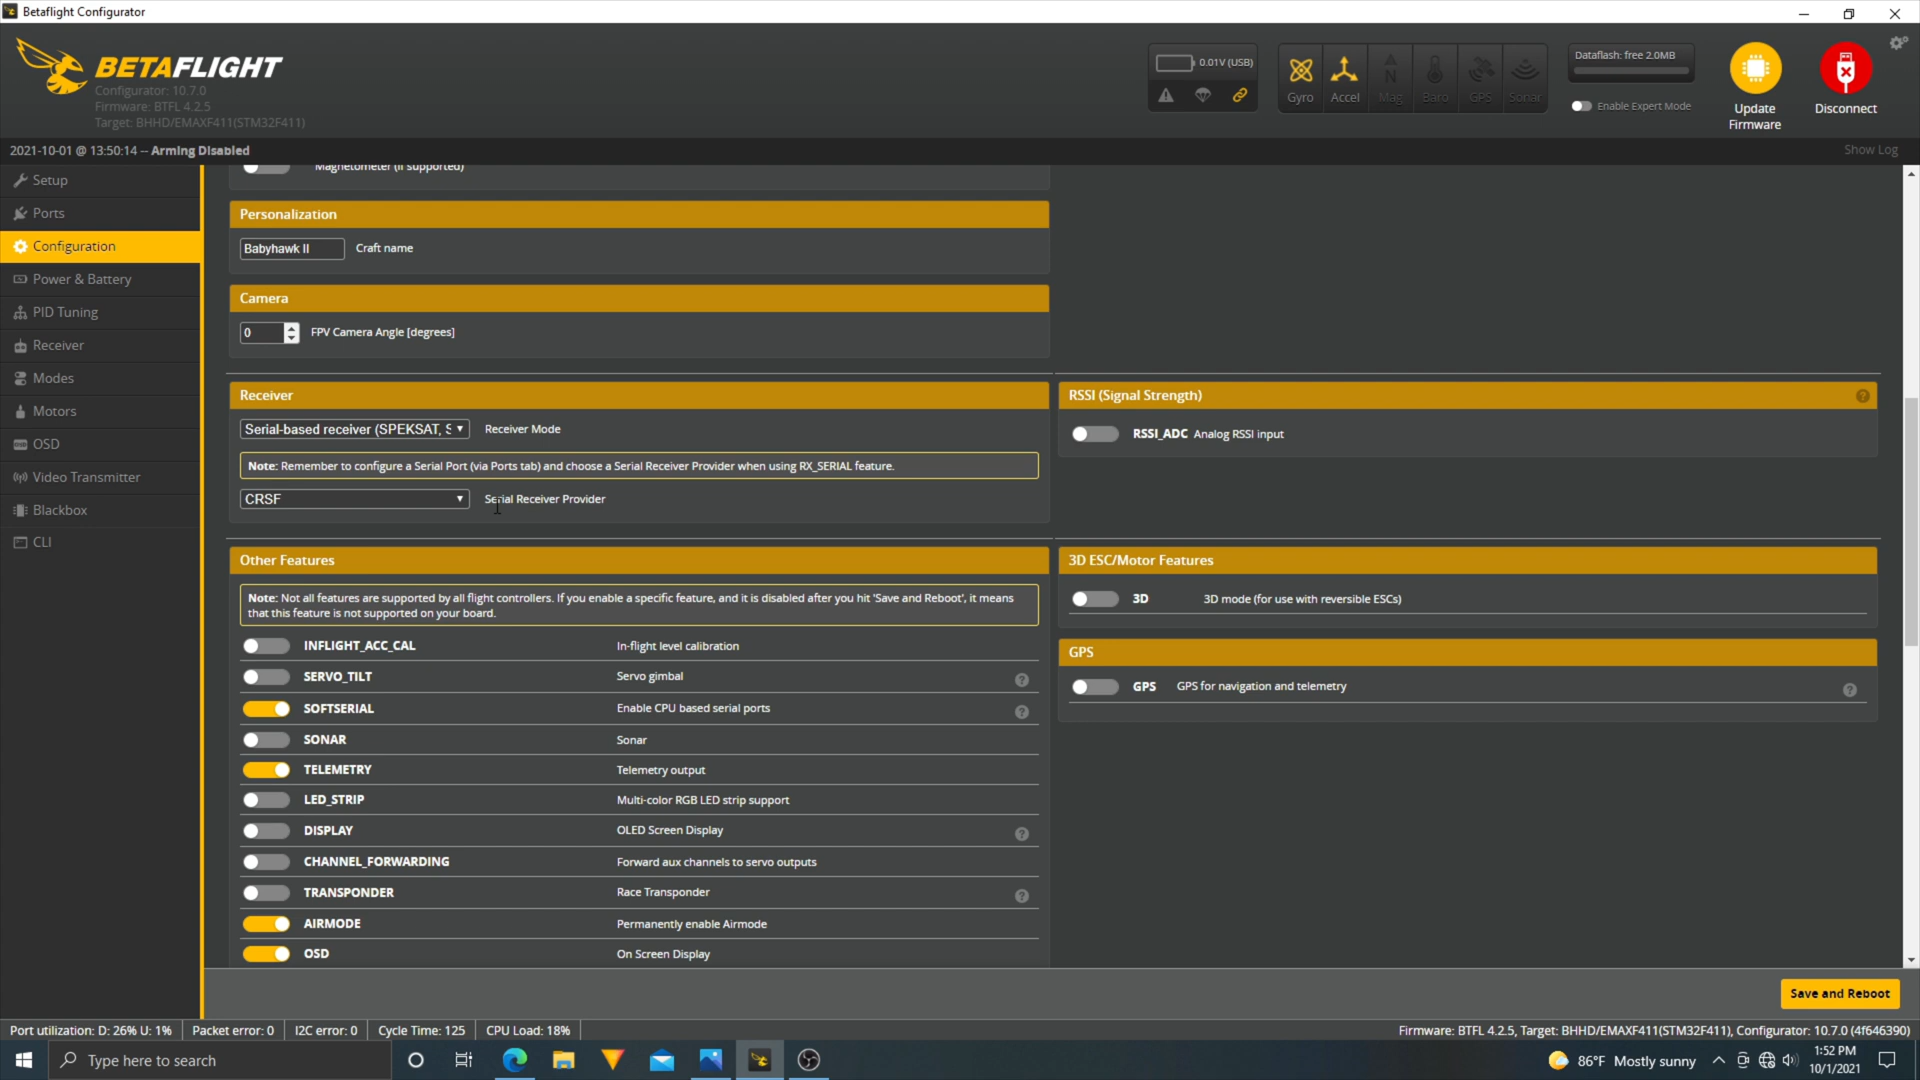 Betaflight Configurator
BETAFLIGHT
Configurator: 10.7.0
Firmware: BTFL 4.2.5
Target: BHHD/EMAXF411(STM32F411)
0.01V (USB)
Gyro
Accel
Mag
Baro
GPS
Sonar
Dataflash: free 2.0MB
Enable Expert Mode
Update
Firmware
Disconnect
2021-10-01 @ 13:50:14 -- Arming Disabled
Show Log
Setup
Ports
Configuration
Power & Battery
PID Tuning
Receiver
Modes
Motors
OSD
Video Transmitter
Blackbox
CLI
Magnetometer (if supported)
Personalization
Babyhawk II Craft name
Camera
0 FPV Camera Angle [degrees]
Receiver
Serial-based receiver (SPEKSAT, S Receiver Mode
Note: Remember to configure a Serial Port (via Ports tab) and choose a Serial Receiver Provider when using RX_SERIAL feature.
CRSF Serial Receiver Provider
RSSI (Signal Strength)
RSSI_ADC Analog RSSI input
Other Features
Note: Not all features are supported by all flight controllers. If you enable a specific feature, and it is disabled after you hit 'Save and Reboot', it means
that this feature is not supported on your board.
INFLIGHT_ACC_CAL In-flight level calibration
SERVO_TILT Servo gimbal
SOFTSERIAL Enable CPU based serial ports
SONAR Sonar
TELEMETRY Telemetry output
LED_STRIP Multi-color RGB LED strip support
DISPLAY OLED Screen Display
CHANNEL_FORWARDING Forward aux channels to servo outputs
TRANSPONDER Race Transponder
AIRMODE Permanently enable Airmode
OSD On Screen Display
3D ESC/Motor Features
3D 3D mode (for use with reversible ESCs)
GPS
GPS GPS for navigation and telemetry
Save and Reboot
Port utilization: D: 26% U: 1% Packet error: 0 I2C error: 0 Cycle Time: 125 CPU Load: 18%
Firmware: BTFL 4.2.5, Target: BHHD/EMAXF411(STM32F411), Configurator: 10.7.0 (4f646390)
Type here to search
86°F Mostly sunny
1:52 PM
10/1/2021